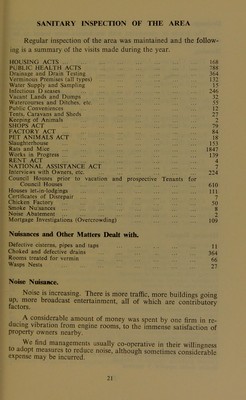 SANITARY INSPECTION OF THE AREA
Regular inspection of the area was maintained and the follow-
ing is a summary of the visits made during the year.
HOUSING ACTS 168
PUBLIC HEALTH ACTS 788
Drainage and Drain Testing 364
Verminous Premises (all types) 132
Water Supply and Sampling 15
Infectious Diseases 246
Vacant Lands and Dumps 76
Watercourses and Ditches, etc. 55
Public Conveniences 12
Tents, Caravans and Sheds 27
Keeping of Animals 2
SHOPS ACT 79
FACTORY ACT 84
PET ANIMALS ACT 18
Slaughterhouse 155
Rats and Mice 1847
Works in Progress 139
RENT ACT 4
NATIONAL ASSISTANCE ACT
Interviews with Owners, etc. 224
Council Houses prior to vacation and prospective Tenants for
Council Houses 610
Houses let-in-lodgings 111
Certificates of Disrepair 7
Chicken Factory 50
Smoke Nuisances 8
Noise Abatement 2
Mortgage Investigations (Overcrowding) 109
Nuisances and Other Matters Dealt with.
Defective cisterns, pipes and taps 11
Choked and defective drains 364
Rooms treated for vermin 66
Wasps Nests 27
Noise Nuisance.
Noise is increasing. There is more traffic, more buildings going
up, more broadcast entertainment, all of which are contributory
factors.
A considerable amount of money was spent by one firm in re-
ducing vibration from engine rooms, to the immense satisfaction of
property owners nearby.
We find managements usually co-operative in their willingness
to adopt measures to reduce noise, although sometimes considerable
expense may be incurred.
21